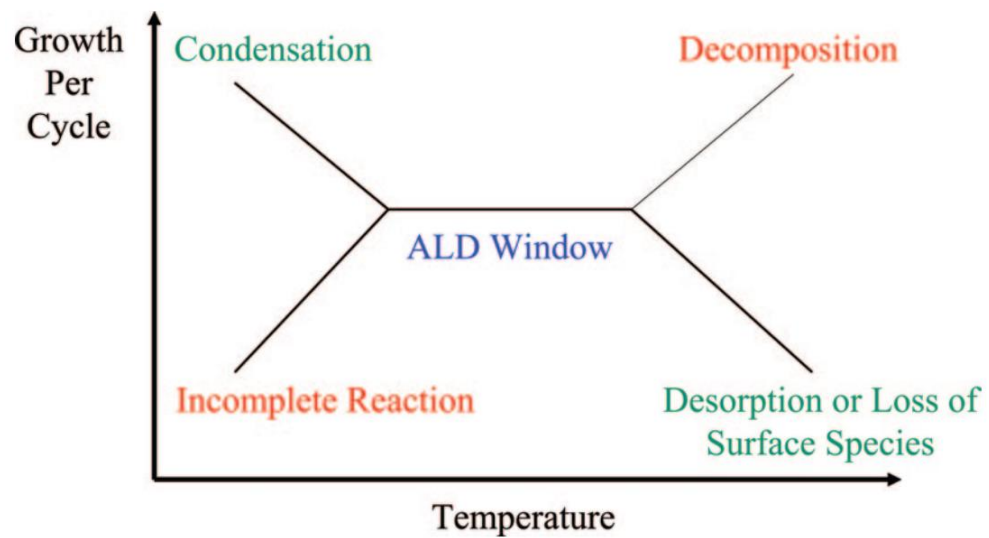 Growth
Per
Cycle
Condensation
Decomposition
ALD Window
Incomplete Reaction
Desorption or Loss of
Surface Species
Temperature